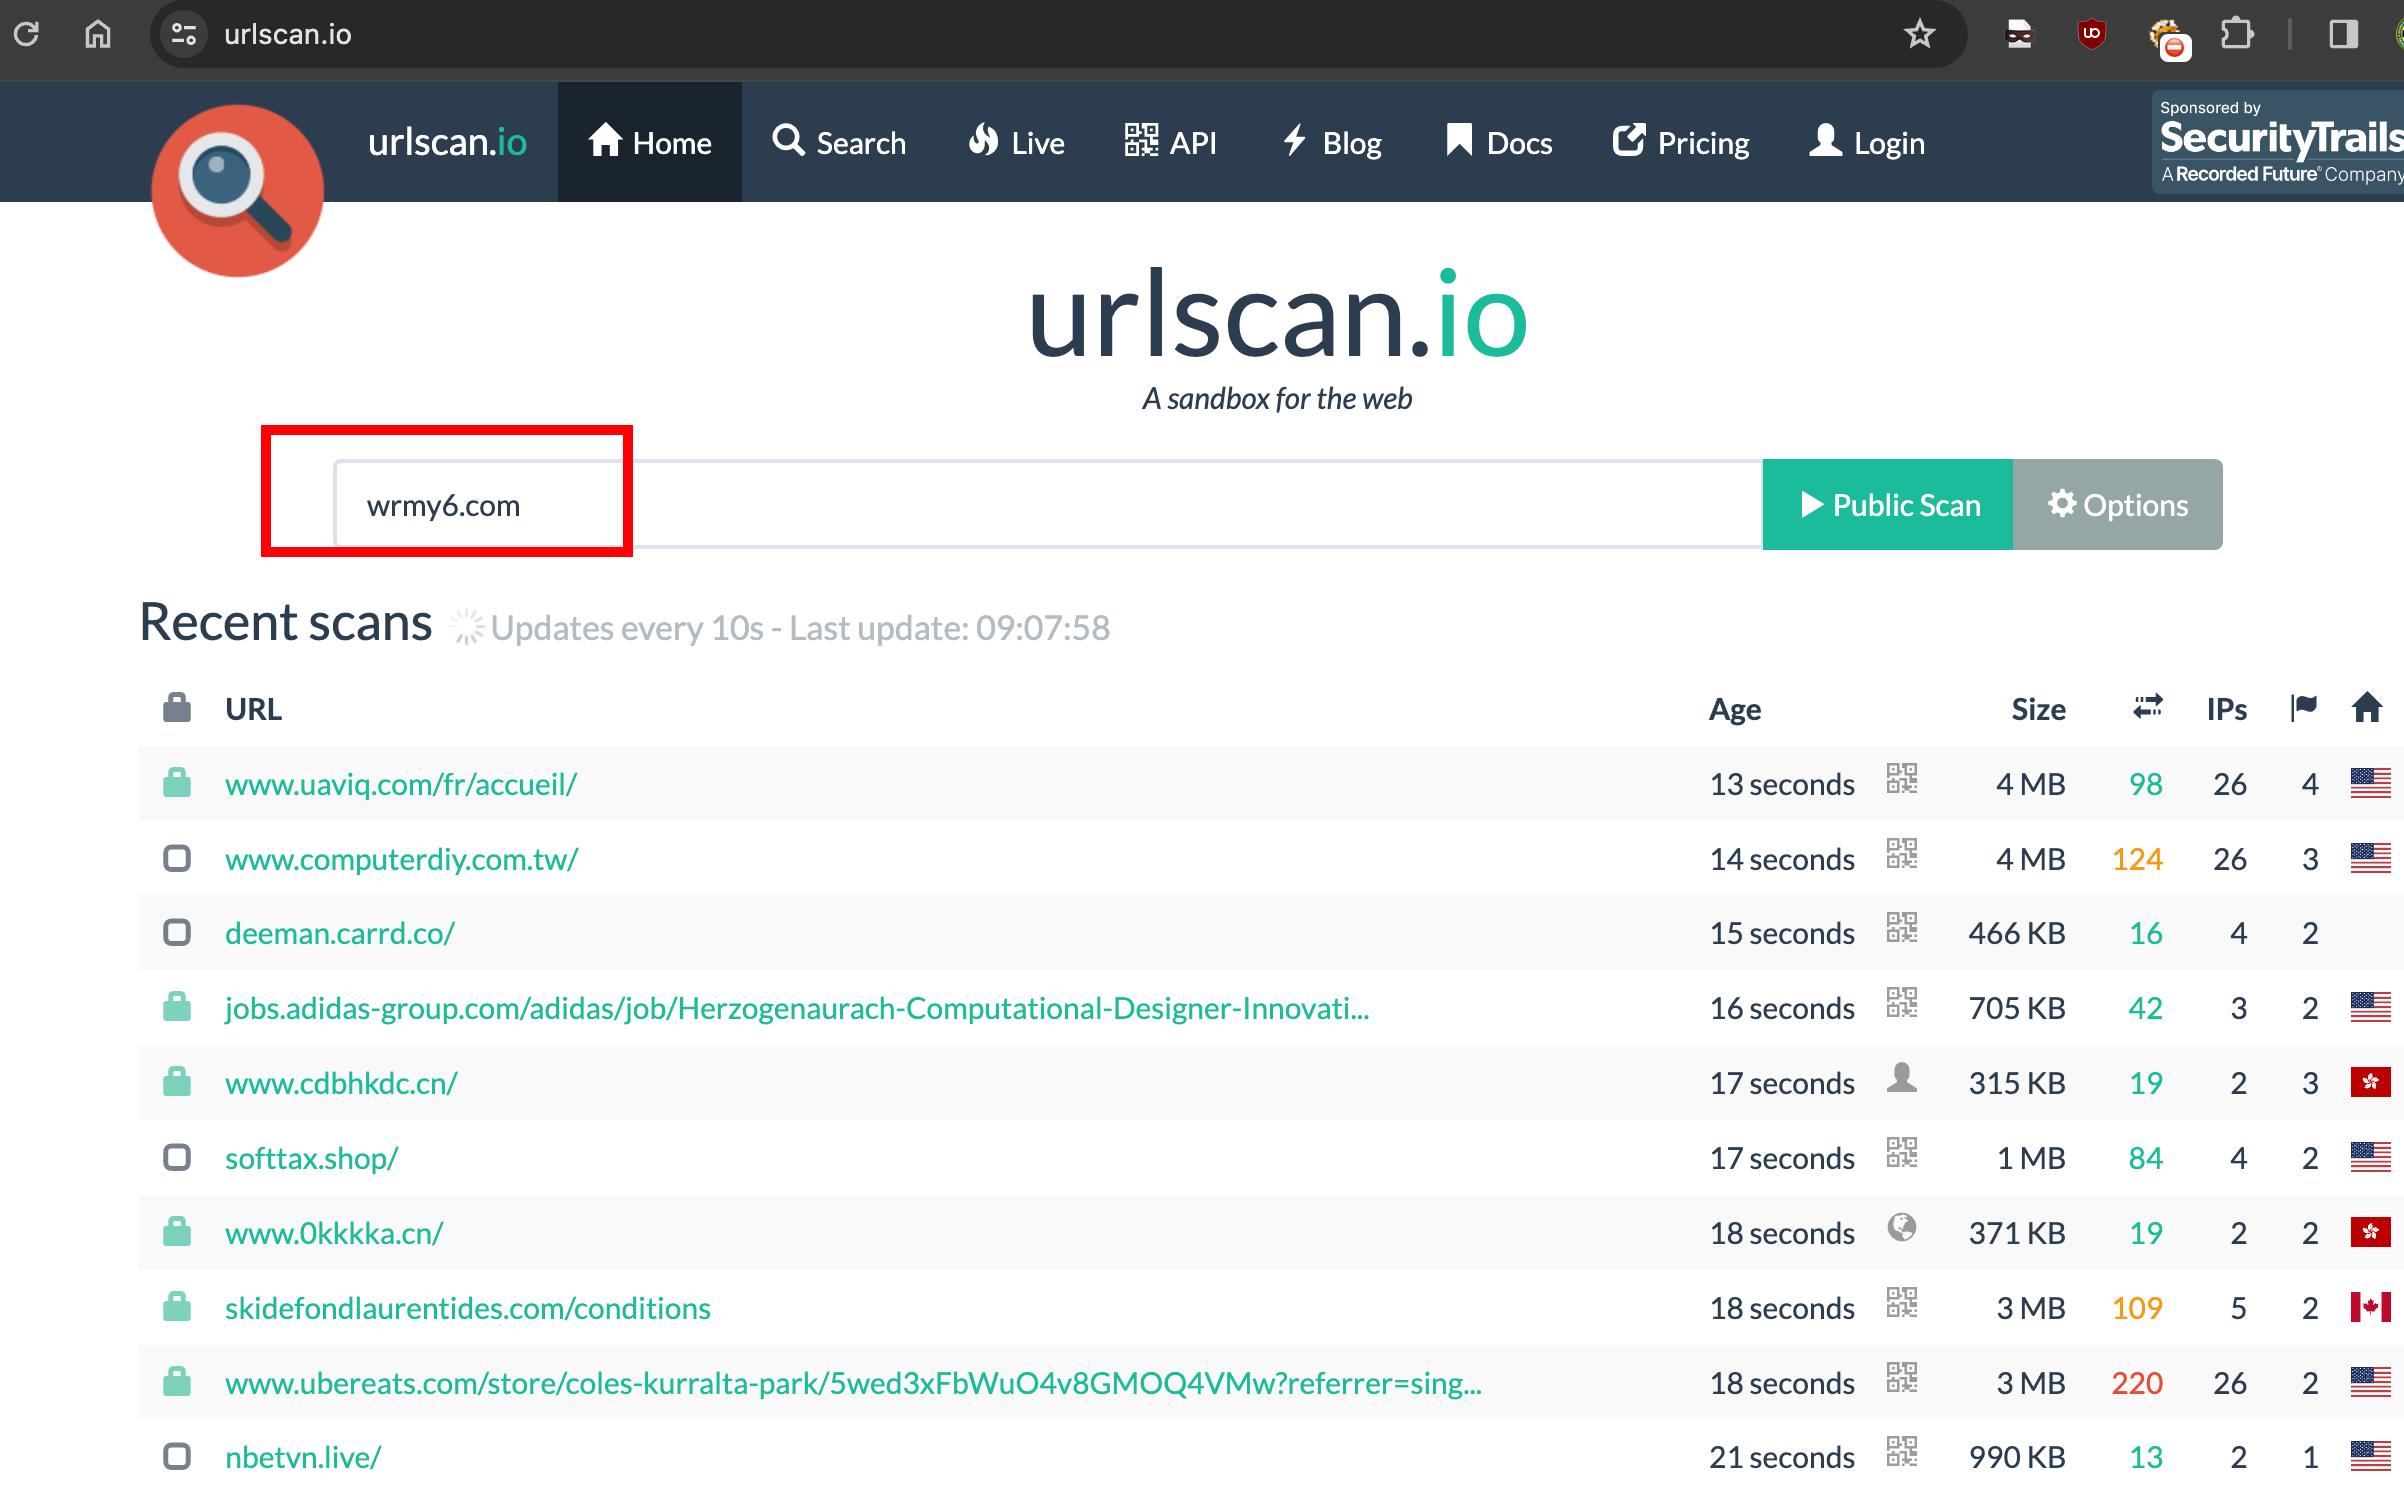 urlscan.io
urlscan.io
Home
Search
Live
API
Blog
Docs
Pricing
Login
Sponsored by
SecurityTrails
A Recorded Future® Company
urlscan.io
A sandbox for the web
wrmy6.com
Public Scan
Options
Recent scans Updates every 10s - Last update: 09:07:58
URL Age Size IPs
www.uaviq.com/fr/accueil/ 13 seconds 4 MB 98 26 4
www.computerdiy.com.tw/ 14 seconds 4 MB 124 26 3
deeman.carrd.co/ 15 seconds 466 KB 16 4 2
jobs.adidas-group.com/adidas/job/Herzogenaurach-Computational-Designer-Innovati... 16 seconds 705 KB 42 3 2
www.cdbhkdc.cn/ 17 seconds 315 KB 19 2 3
softtax.shop/ 17 seconds 1 MB 84 4 2
www.0kkkka.cn/ 18 seconds 371 KB 19 2 2
skidefondlaurentides.com/conditions 18 seconds 3 MB 109 5 2
www.ubereats.com/store/coles-kurralta-park/5wed3xFbWuO4v8GMOQ4VMw?referrer=sing... 18 seconds 3 MB 220 26 2
nbetvn.live/ 21 seconds 990 KB 13 2 1